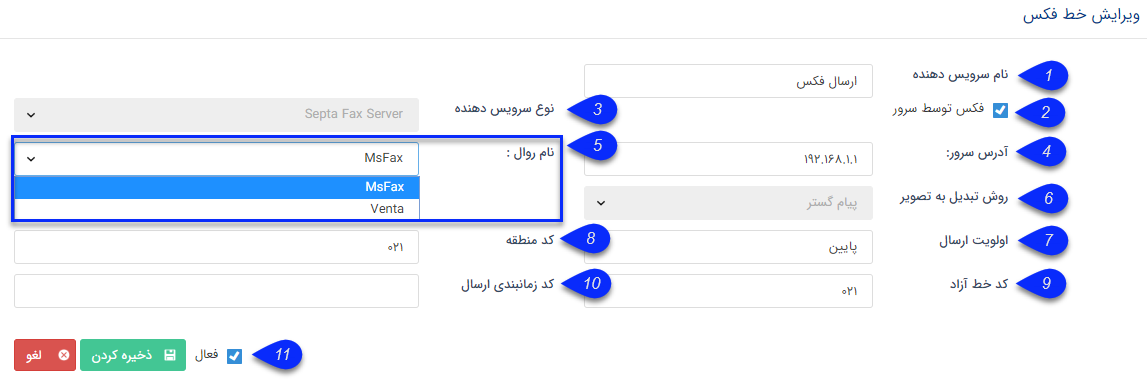 ویرایش خط فکس
نام سرویس دهنده
ارسال فکس
1
فکس توسط سرور
2
نوع سرویس دهنده
Septa Fax Server
3
آدرس سرور:
۱۹۲.۱۶۸.۱.۱
4
نام روال :
MsFax
5
MsFax
Venta
روش تبدیل به تصویر
پیام گستر
6
اولویت ارسال
پایین
7
کد منطقه
۰۲۱
8
کد خط آزاد
۰۲۱
9
کد زمانبندی ارسال
10
فعال
11
ذخیره کردن
لغو